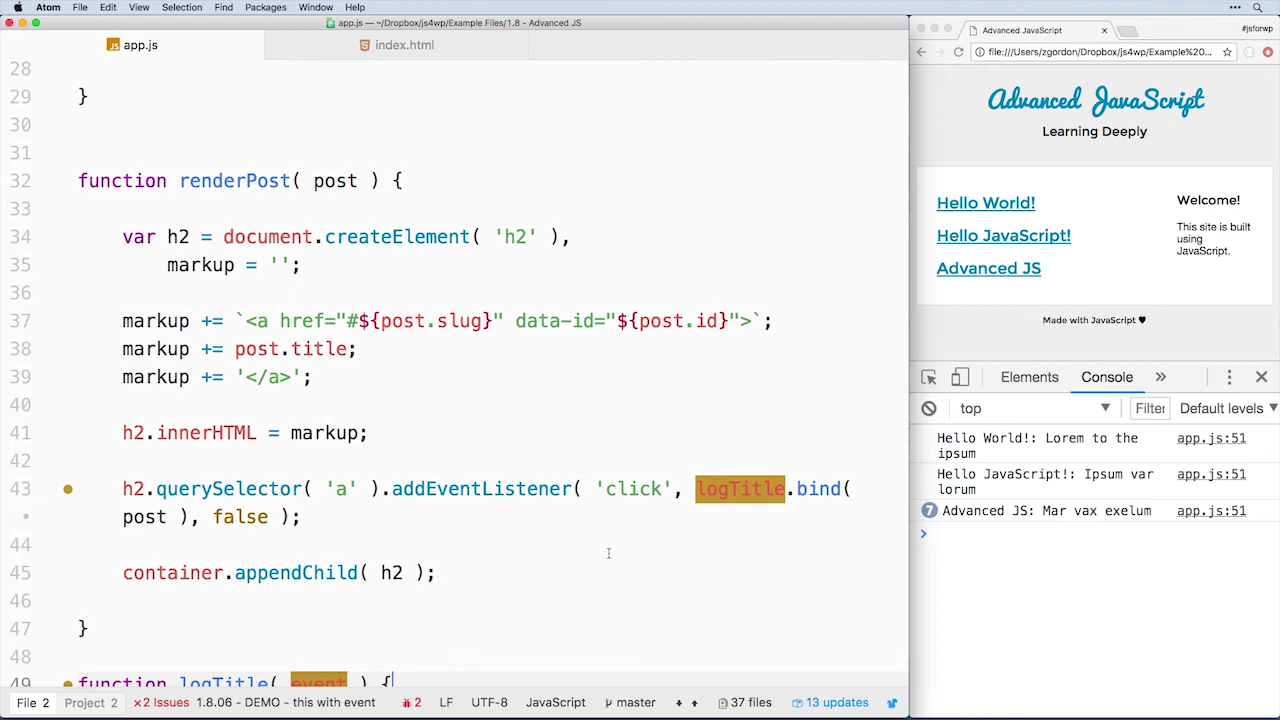 Atom File Edit View Selection Find Packages Window Help
app.js — ~/Dropbox/js4wp/Example Files/1.8 - Advanced JS
app.js
index.html
28
29 }
30
31
32 function renderPost( post ) {
33
34 var h2 = document.createElement( 'h2' ),
35 markup = '';
36
37 markup += `<a href="#${post.slug}" data-id="${post.id}">`;
38 markup += post.title;
39 markup += '</a>';
40
41 h2.innerHTML = markup;
42
43 h2.querySelector( 'a' ).addEventListener( 'click', logTitle.bind(
post ), false );
44
45 container.appendChild( h2 );
46
47 }
48
49 function logTitle( event ) {
File 2 Project 2 2 Issues 1.8.06 - DEMO - this with event 2 LF UTF-8 JavaScript master 37 files 13 updates
Advanced JavaScript
#jsforwp
file:///Users/zgordon/Dropbox/js4wp/Example%20...
Advanced JavaScript
Learning Deeply
Hello World!
Hello JavaScript!
Advanced JS
Welcome!
This site is built
using
JavaScript.
Made with JavaScript ♥
Elements Console »
top Filter Default levels
Hello World!: Lorem to the app.js:51
ipsum
Hello JavaScript!: Ipsum var app.js:51
lorum
7 Advanced JS: Mar vax exelum app.js:51